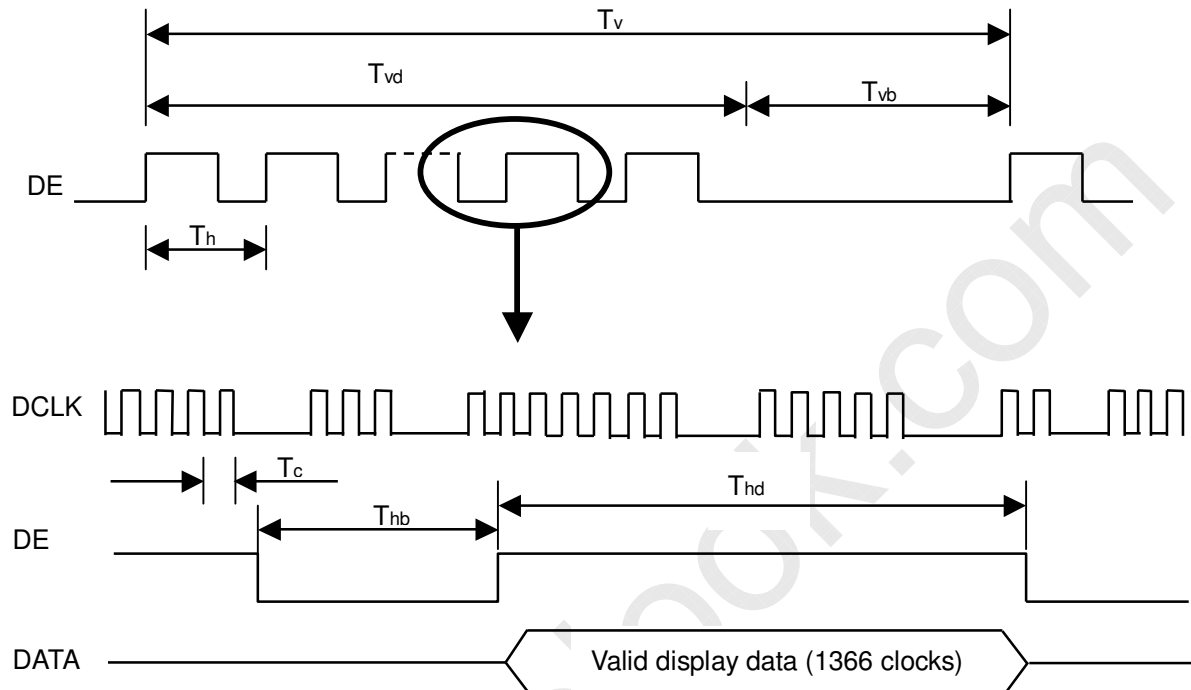 Tv
Tvd
Tvb
DE
Th
DCLK
Tc
Thd
Thb
DE
DATA
Valid display data (1366 clocks)